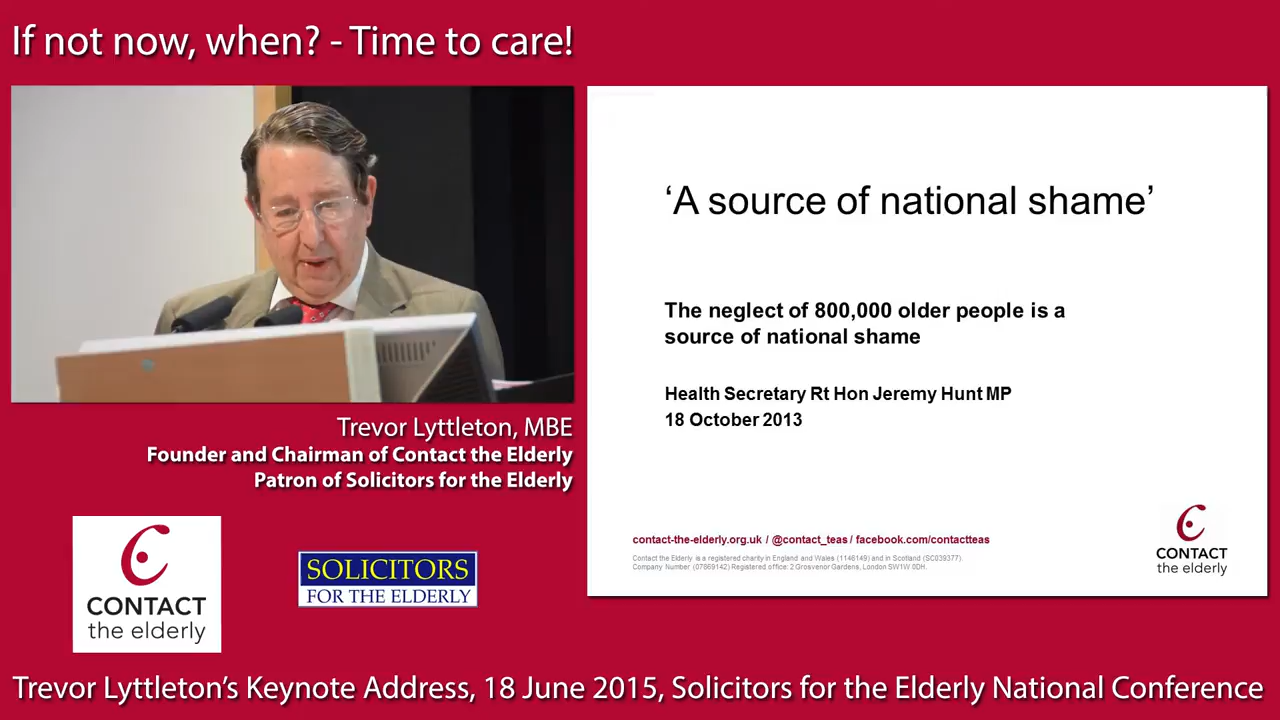 If not now, when? - Time to care!
‘A source of national shame’
The neglect of 800,000 older people is a
source of national shame
Health Secretary Rt Hon Jeremy Hunt MP
18 October 2013
contact-the-elderly.org.uk / @contact_teas / facebook.com/contactteas
Contact the Elderly is a registered charity in England and Wales (1146149) and in Scotland (SC039377).
Company Number (07869142) Registered office: 2 Grosvenor Gardens, London SW1W 0DH.
CONTACT
the elderly
Trevor Lyttleton, MBE
Founder and Chairman of Contact the Elderly
Patron of Solicitors for the Elderly
CONTACT
the elderly
SOLICITORS
FOR THE ELDERLY
Trevor Lyttleton’s Keynote Address, 18 June 2015, Solicitors for the Elderly National Conference